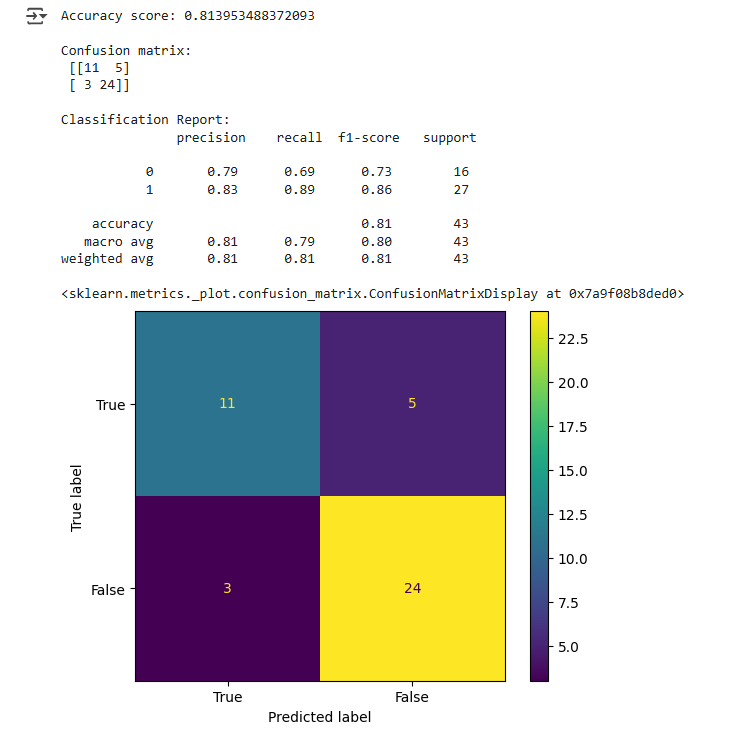 Accuracy score: 0.813953488372093
Confusion matrix:
[[11  5]
[ 3 24]]
Classification Report:
precision    recall  f1-score   support
0       0.79      0.69      0.73        16
1       0.83      0.89      0.86        27
accuracy                           0.81        43
macro avg       0.81      0.79      0.80        43
weighted avg       0.81      0.81      0.81        43
<sklearn.metrics._plot.confusion_matrix.ConfusionMatrixDisplay at 0x7a9f08b8ded0>
True
False
True label
11
5
3
24
True
False
Predicted label
22.5
20.0
17.5
15.0
12.5
10.0
7.5
5.0